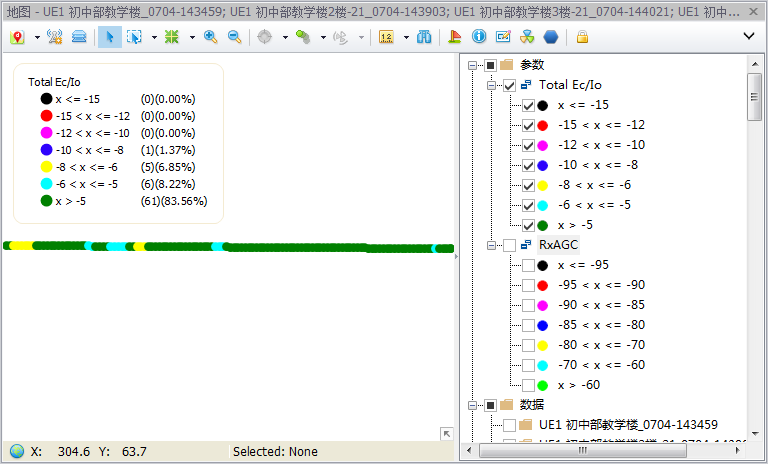 地图 - UE1 初中部教学楼_0704-143459; UE1 初中部教学楼2楼-21_0704-143903; UE1 初中部教学楼3楼-21_0704-144021; UE1 初中...
1.2
Total Ec/Io
x <= -15 (0)(0.00%)
-15 < x <= -12 (0)(0.00%)
-12 < x <= -10 (0)(0.00%)
-10 < x <= -8 (1)(1.37%)
-8 < x <= -6 (5)(6.85%)
-6 < x <= -5 (6)(8.22%)
x > -5 (61)(83.56%)
参数
Total Ec/Io
x <= -15
-15 < x <= -12
-12 < x <= -10
-10 < x <= -8
-8 < x <= -6
-6 < x <= -5
x > -5
RxAGC
x <= -95
-95 < x <= -90
-90 < x <= -85
-85 < x <= -80
-80 < x <= -70
-70 < x <= -60
x > -60
数据
UE1 初中部教学楼_0704-143459
X: 304.6 Y: 63.7 Selected: None